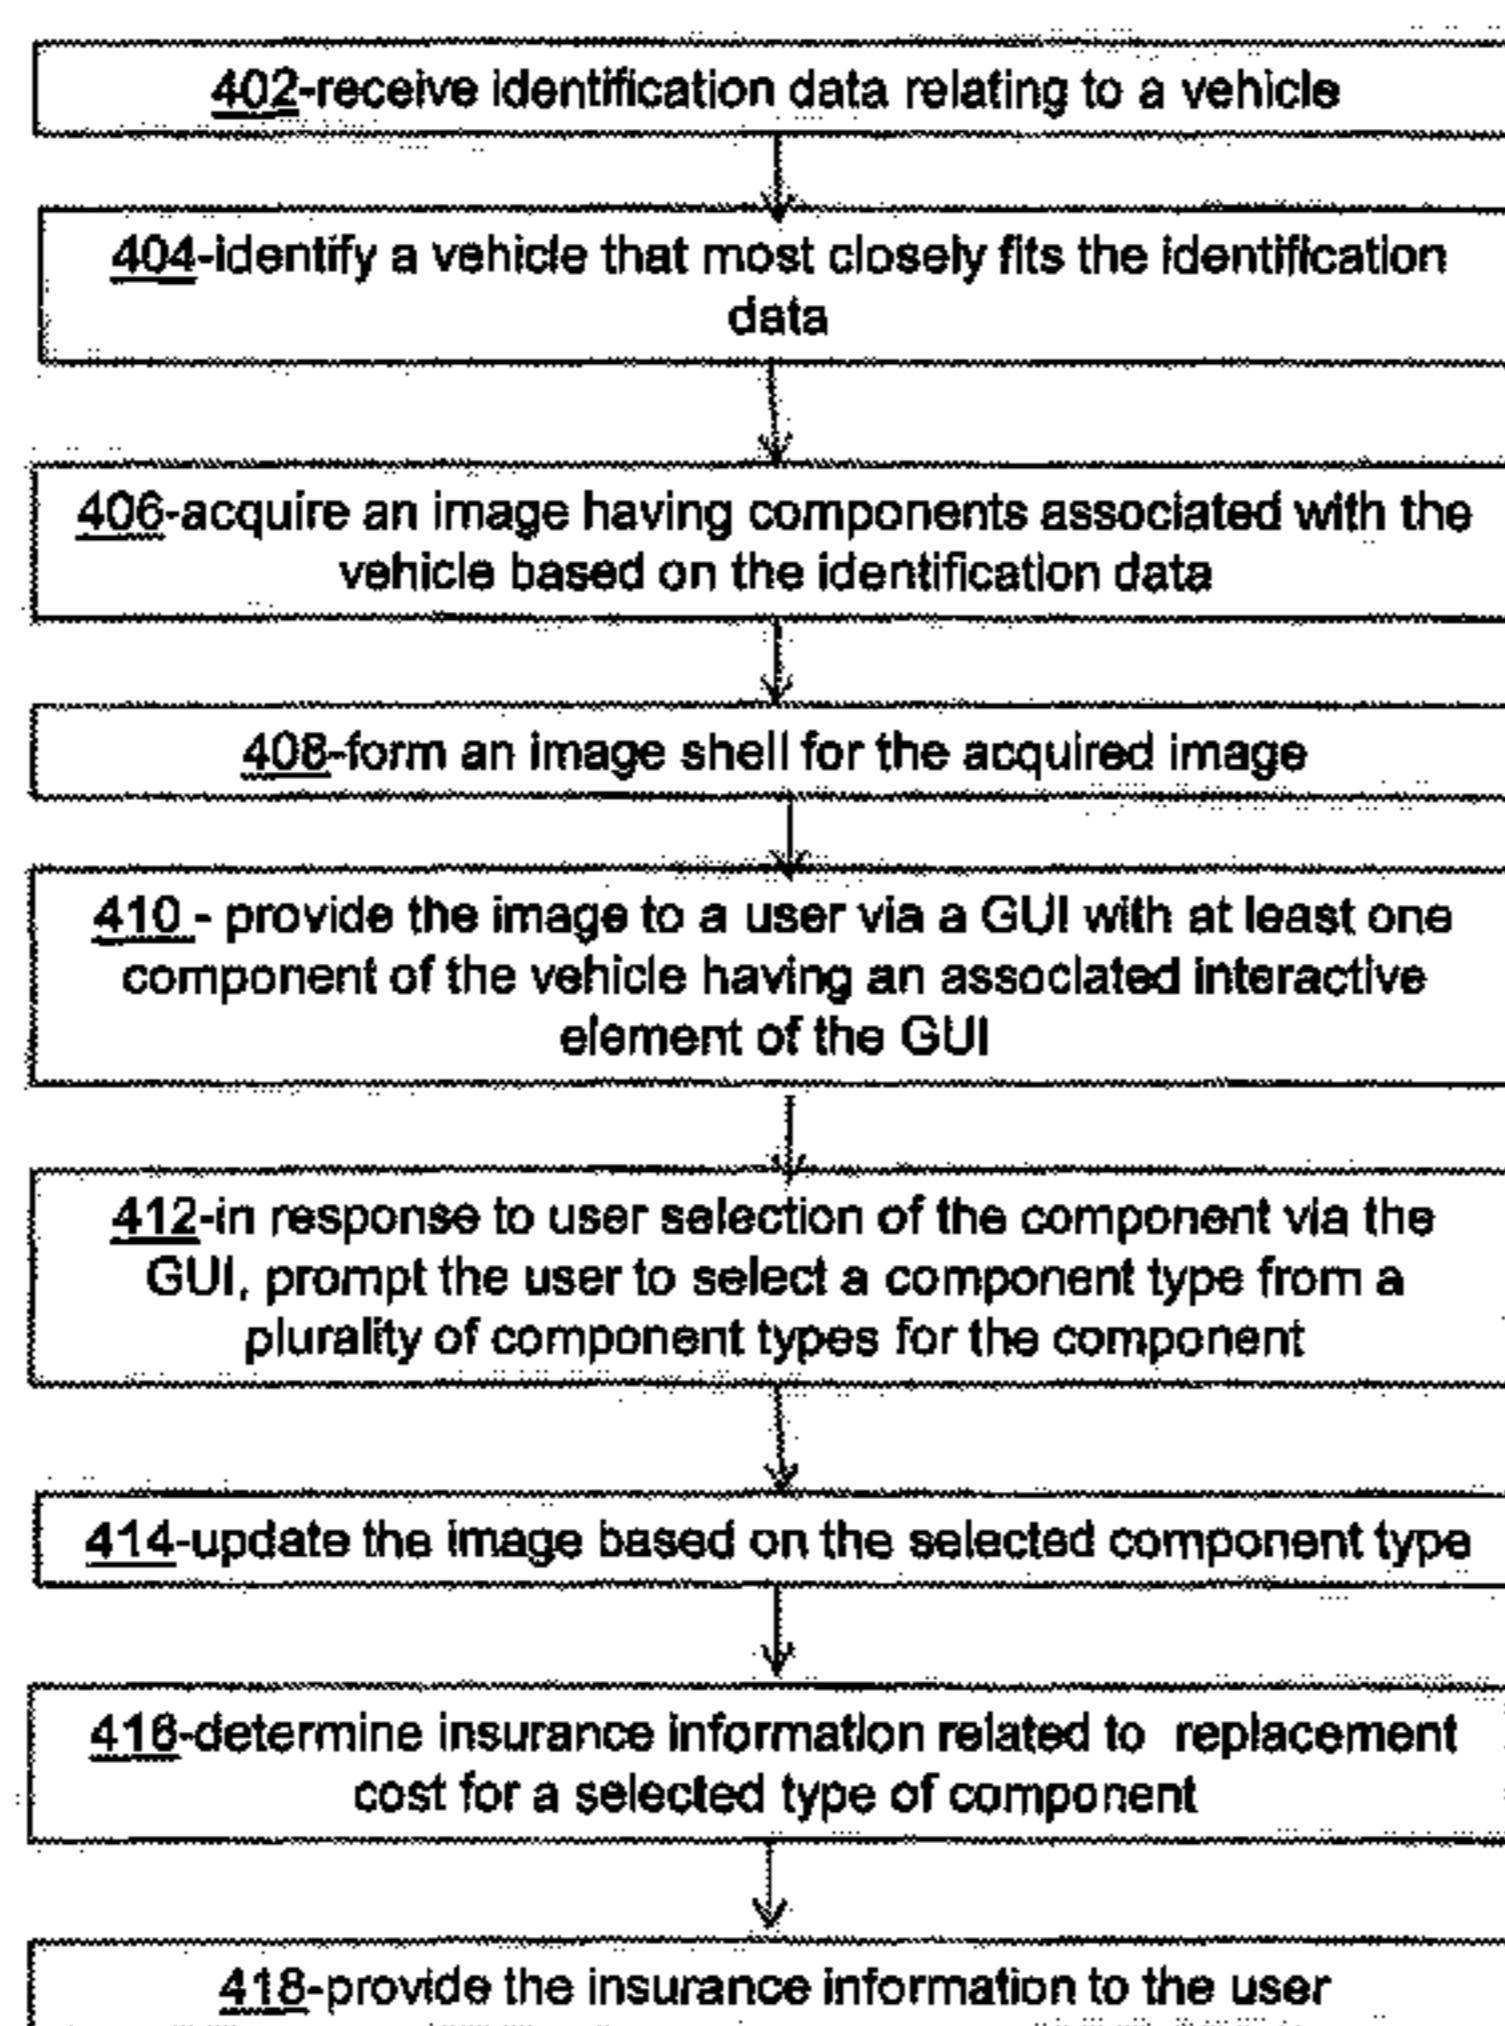 402-receive identification data relating to a vehicle
404-identify a vehicle that most closely fits the identification
data
406-acquire an image having components associated with the
vehicle based on the identification data
408-form an image shell for the acquired image
410 - provide the image to a user via a GUI with at least one
component of the vehicle having an associated interactive
element of the GUI
412-in response to user selection of the component via the
GUI, prompt the user to select a component type from a
plurality of component types for the component
414-update the image based on the selected component type
416-determine insurance information related to replacement
cost for a selected type of component
418-provide the insurance information to the user